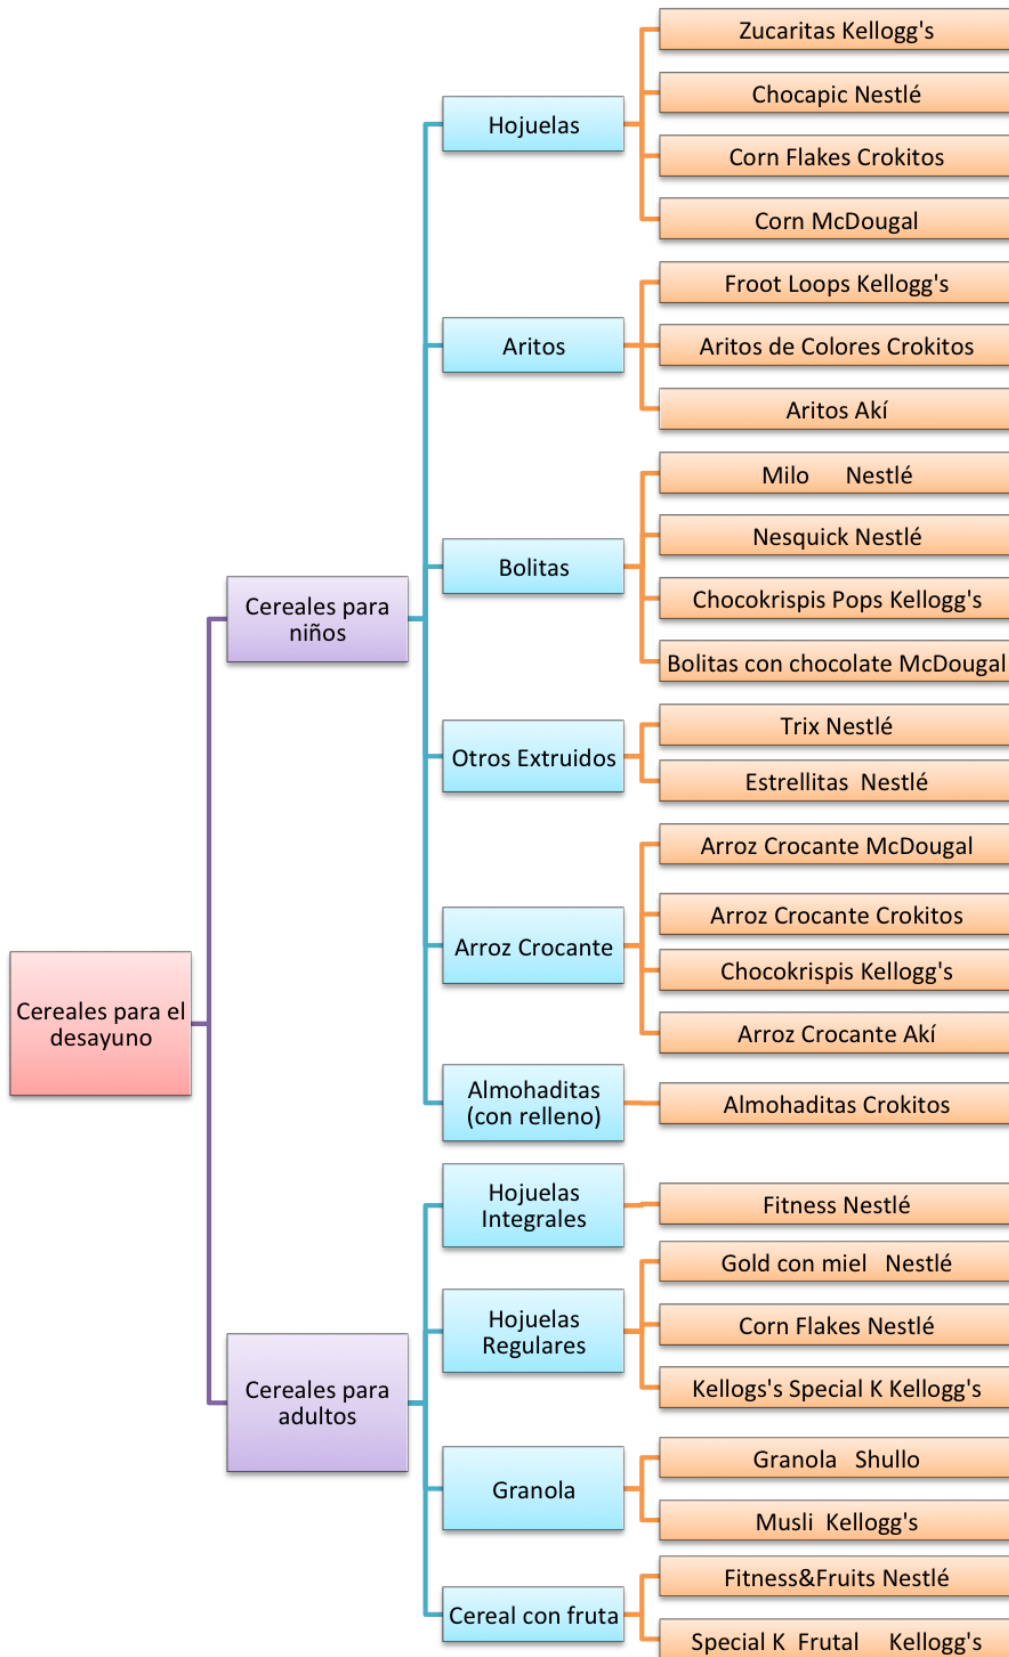 Zucaritas Kellogg's
Chocapic Nestlé
Hojuelas
Corn Flakes Crokitos
Corn McDougal
Froot Loops Kellogg's
Aritos
Aritos de Colores Crokitos
Aritos Akí
Milo Nestlé
Nesquick Nestlé
Bolitas
Chocokrispis Pops Kellogg's
Cereales para
niños
Bolitas con chocolate McDougal
Trix Nestlé
Otros Extruidos
Estrellitas Nestlé
Arroz Crocante McDougal
Arroz Crocante Crokitos
Arroz Crocante
Chocokrispis Kellogg's
Cereales para el
desayuno
Arroz Crocante Akí
Almohaditas
(con relleno)
Almohaditas Crokitos
Hojuelas
Integrales
Fitness Nestlé
Gold con miel Nestlé
Hojuelas
Regulares
Corn Flakes Nestlé
Kellogs's Special K Kellogg's
Cereales para
adultos
Granola Shullo
Granola
Musli Kellogg's
Fitness&Fruits Nestlé
Cereal con fruta
Special K Frutal Kellogg's